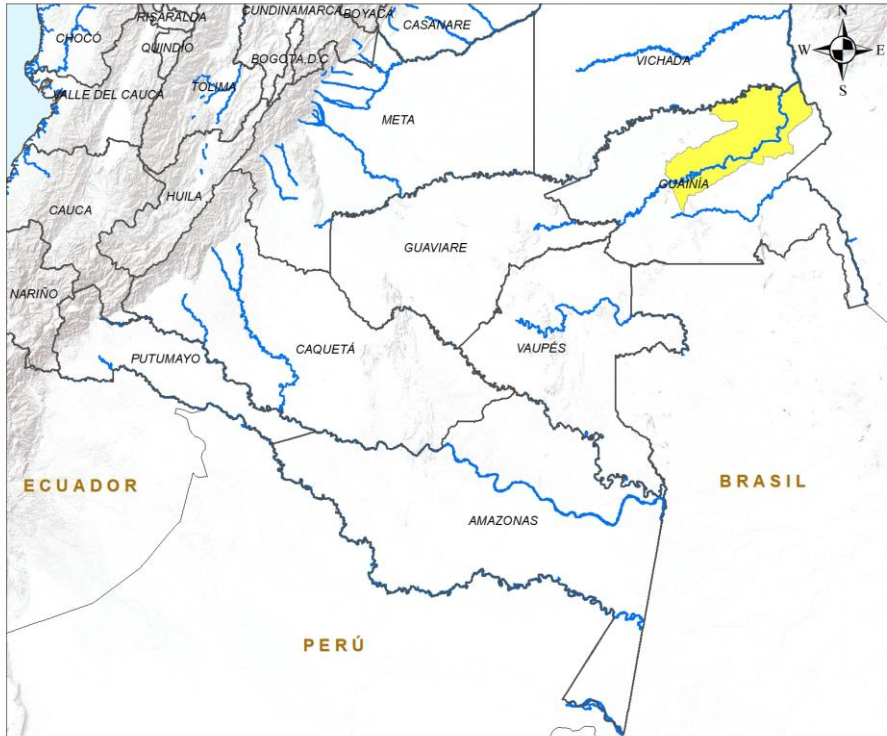 RISARALDA
CUNDINAMARCA
BOYACÁ
CASANARE
N
CHOCÓ
QUINDÍO
BOGOTA,D.C
VICHADA
W
E
S
VALLE DEL CAUCA
TOLIMA
META
GUAINÍA
CAUCA
HUILA
GUAVIARE
NARIÑO
PUTUMAYO
CAQUETÁ
VAUPÉS
ECUADOR
BRASIL
AMAZONAS
PERÚ